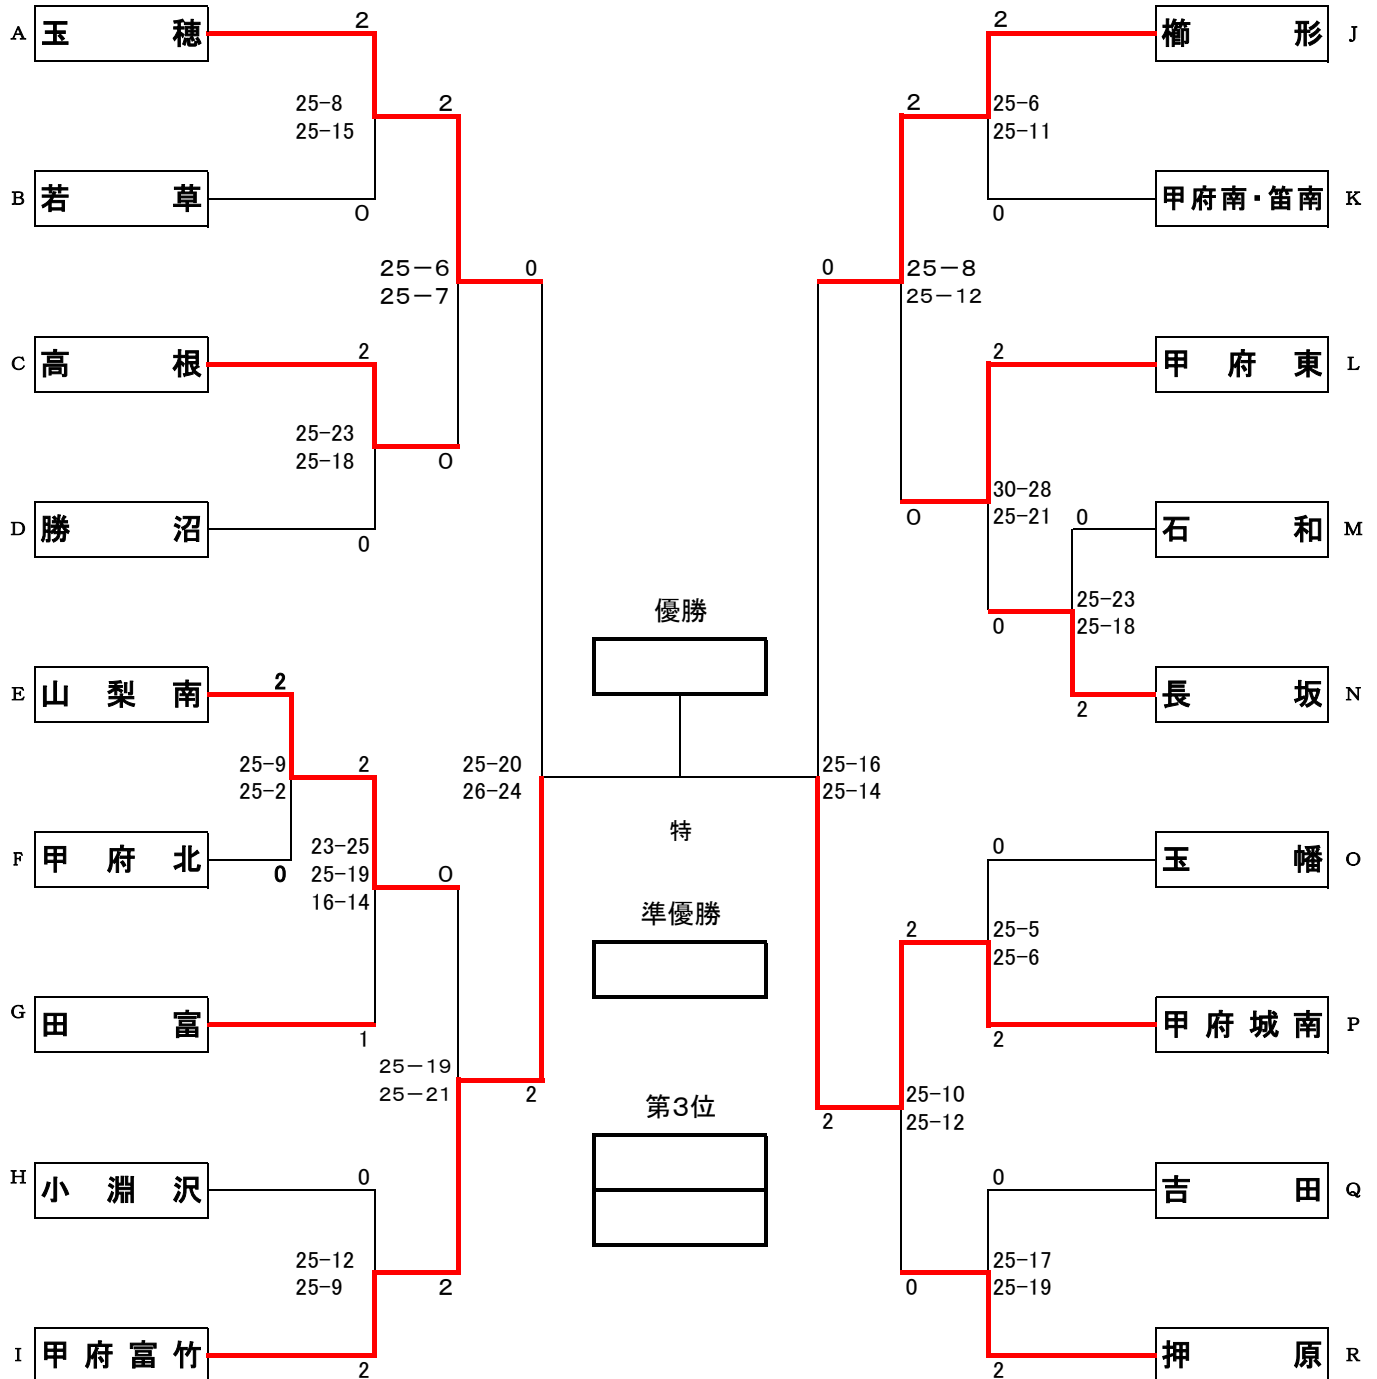 A 玉穂 2
25-8 2
25-15
B 若草 0
25-6 0
25-7
C 高根 2
25-23
25-18 0
D 勝沼 0
E 山梨南 2
25-9 2
25-2
F 甲府北 0
23-25
25-19 0
16-14
G 田富 1
25-19
25-21 2
H 小淵沢 0
25-12
25-9 2
I 甲府富竹 2
25-20
26-24
優勝
特
準優勝
第3位
25-16
25-14
2 櫛形 J
2 25-6
25-11
0 甲府南・笛南 K
0 25-8
25-12
2 甲府東 L
0 30-28
25-21
0 石和 M
0 25-23
25-18
2 長坂 N
0 玉幡 O
2 25-5
25-6
2 甲府城南 P
2 25-10
25-12
0 吉田 Q
0 25-17
25-19
2 押原 R